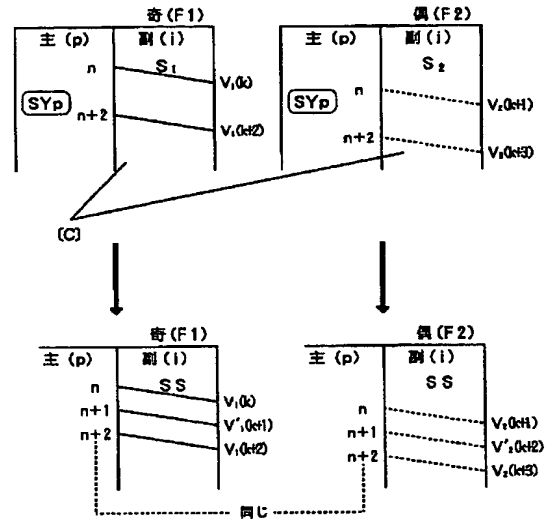 奇(F1)
主(p) 副(i)
n S₁
V₁(k)
SYp
n+2
V₁(k+2)
偶(F2)
主(p) 副(i)
S₂
n
SYp
V₂(k+1)
n+2
V₂(k+3)
[C]
奇(F1)
主(p) 副(i)
n SS
V₁(k)
n+1
V'₁(k+1)
n+2
V₁(k+2)
偶(F2)
主(p) 副(i)
SS
n
V₂(k+1)
n+1
V'₂(k+2)
n+2
V₂(k+3)
同じ